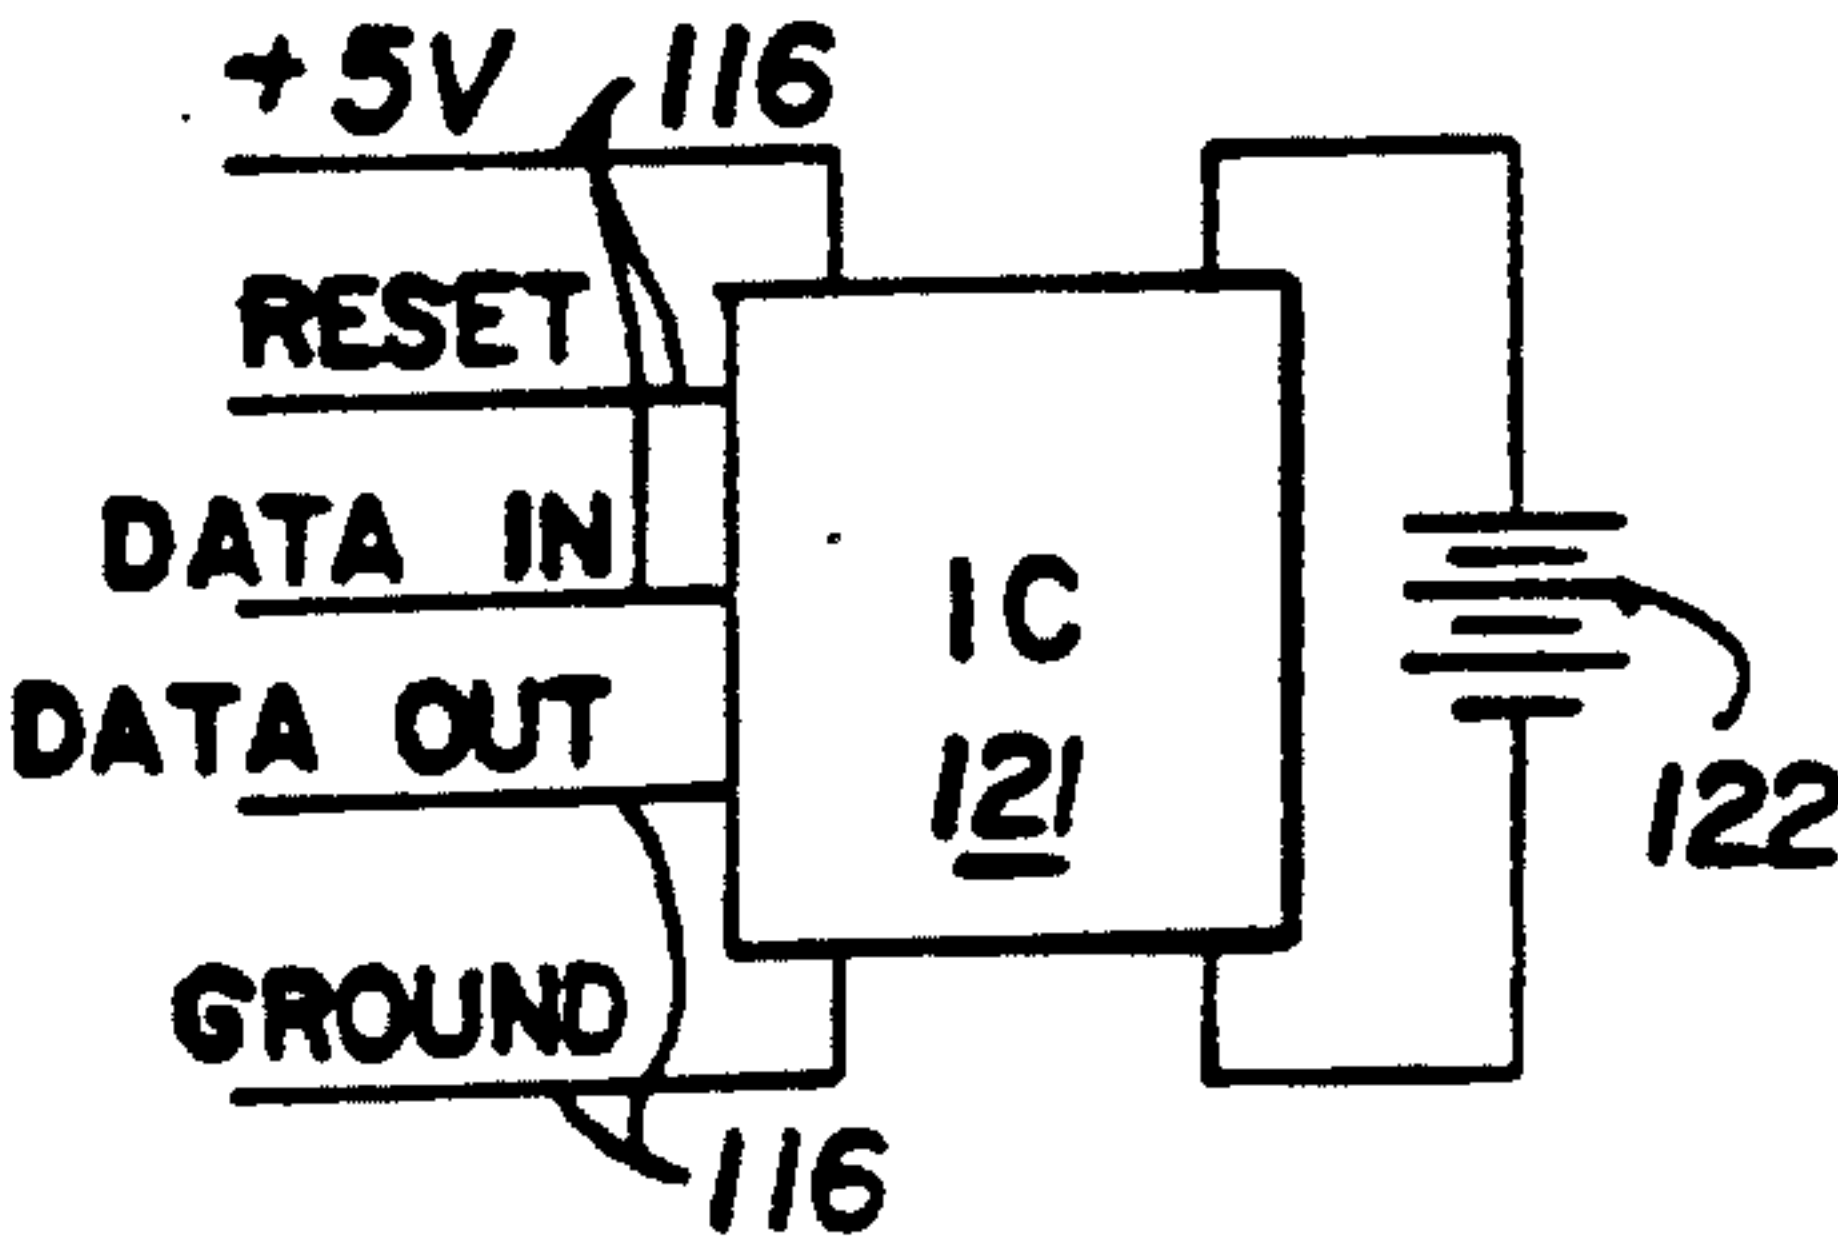 +5V 116
RESET
DATA IN
IC
DATA OUT
121
122
GROUND
116